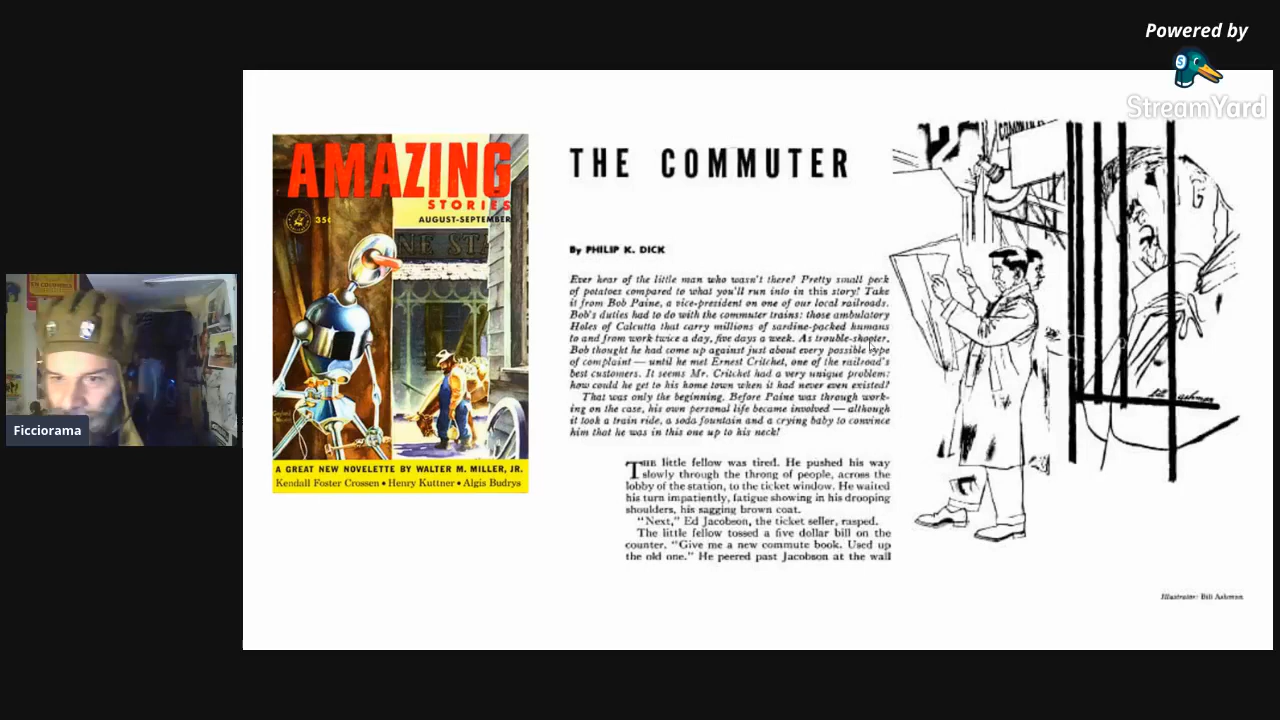 Powered by
StreamYard
AMAZING
STORIES
35¢
AUGUST-SEPTEMBER
NE STA
A GREAT NEW NOVELETTE BY WALTER M. MILLER, JR.
Kendall Foster Crossen • Henry Kuttner • Algis Budrys
THE COMMUTER
By PHILIP K. DICK
Ever hear of the little man who wasn't there? Pretty small peck
of potatoes compared to what you'll run into in this story! Take
it from Bob Paine, a vice-president on one of our local railroads.
Bob's duties had to do with the commuter trains: those ambulatory
Holes of Calcutta that carry millions of sardine-packed humans
to and from work twice a day, five days a week. As trouble-shooter,
Bob thought he had come up against just about every possible type
of complaint — until he met Ernest Critchet, one of the railroad's
best customers. It seems Mr. Critchet had a very unique problem:
how could he get to his home town when it had never even existed?
That was only the beginning. Before Paine was through work-
ing on the case, his own personal life became involved — although
it took a train ride, a soda fountain and a crying baby to convince
him that he was in this one up to his neck!
THE little fellow was tired. He pushed his way
slowly through the throng of people, across the
lobby of the station, to the ticket window. He waited
his turn impatiently, fatigue showing in his drooping
shoulders, his sagging brown coat.
"Next," Ed Jacobson, the ticket seller, rasped.
The little fellow tossed a five dollar bill on the
counter. "Give me a new commute book. Used up
the old one." He peered past Jacobson at the wall
Ashman
Illustrator: Bill Ashman
Ficciorama